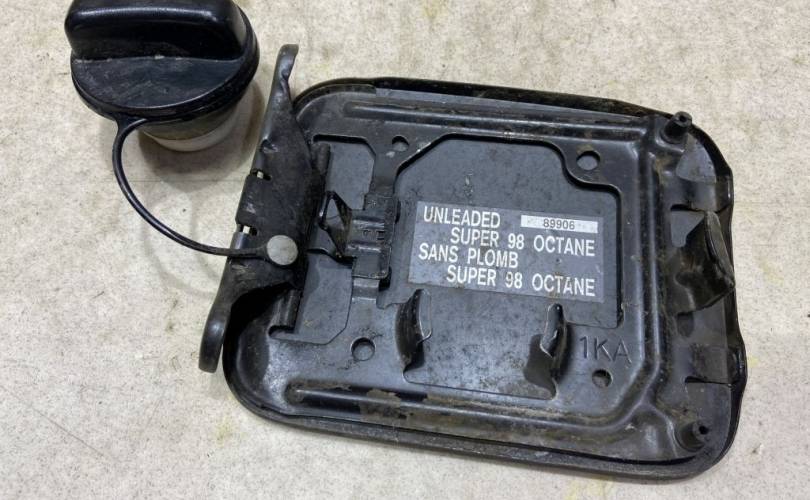 UNLEADED 89906
SUPER 98 OCTANE
SANS PLOMB
SUPER 98 OCTANE
1KA